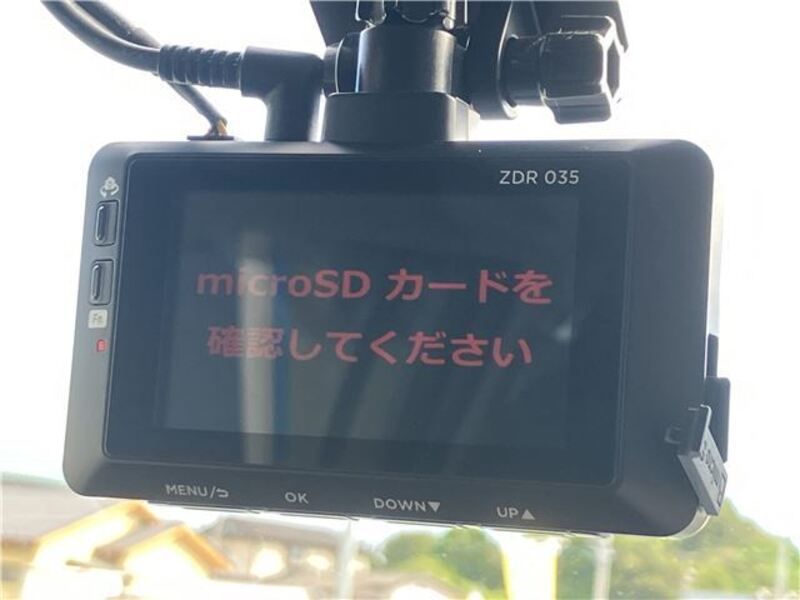 ZDR 035
microSD カードを
確認してください
Fn
MENU/⮌
OK
DOWN▼
UP▲